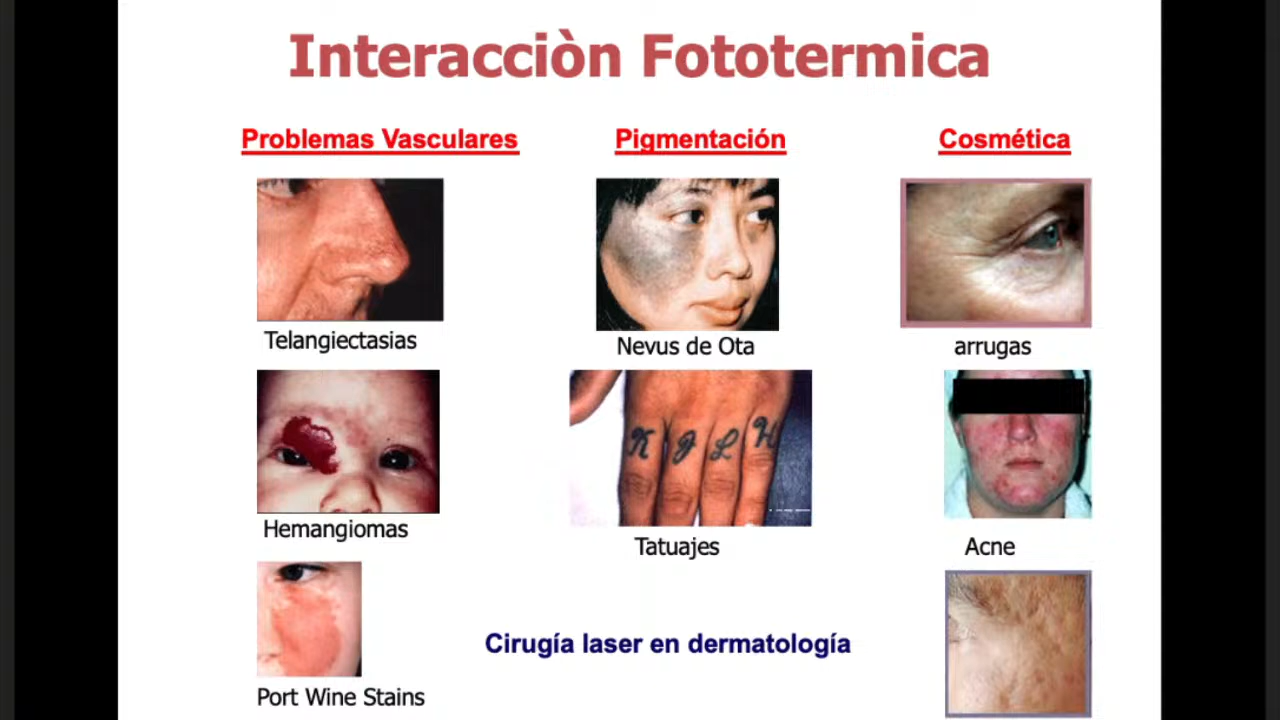 Interacciòn Fototermica
Problemas Vasculares
Pigmentación
Cosmética
Telangiectasias
Nevus de Ota
arrugas
K J L H
Hemangiomas
Tatuajes
Acne
Cirugía laser en dermatología
Port Wine Stains